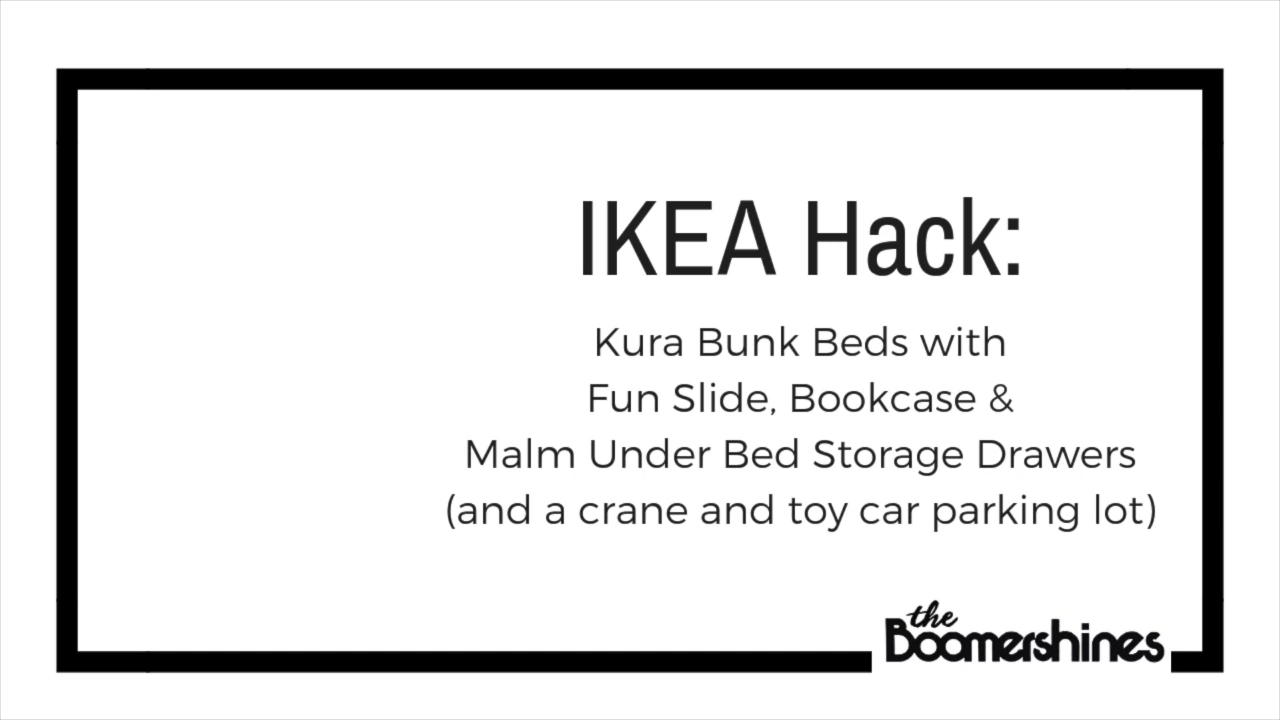 IKEA Hack:
Kura Bunk Beds with
Fun Slide, Bookcase &
Malm Under Bed Storage Drawers
(and a crane and toy car parking lot)
the
Boomershines